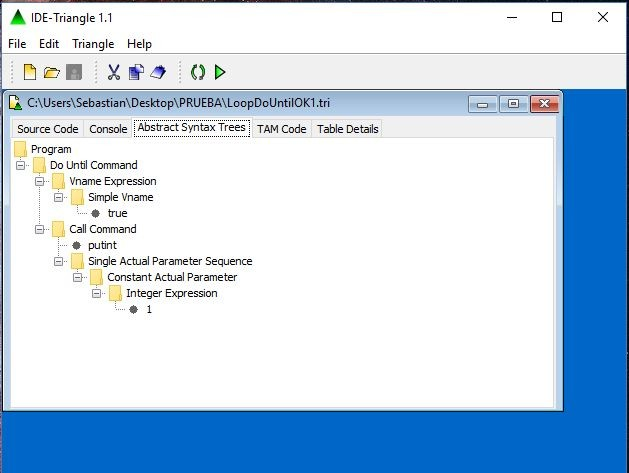 IDE-Triangle 1.1
File Edit Triangle Help
C:\Users\Sebastian\Desktop\PRUEBA\LoopDoUntilOK1.tri
Source Code Console Abstract Syntax Trees TAM Code Table Details
Program
Do Until Command
Vname Expression
Simple Vname
true
Call Command
putint
Single Actual Parameter Sequence
Constant Actual Parameter
Integer Expression
1